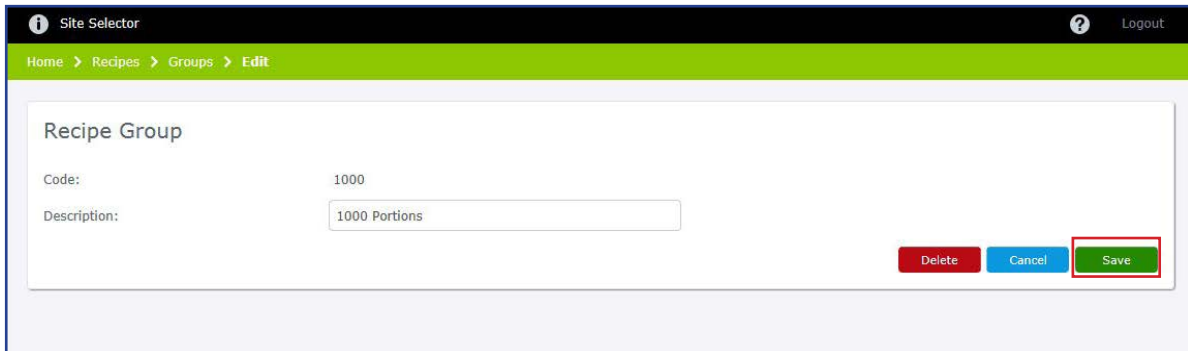 Site Selector Logout
Home > Recipes > Groups > Edit
Recipe Group
Code: 1000
Description: 1000 Portions
Delete Cancel Save